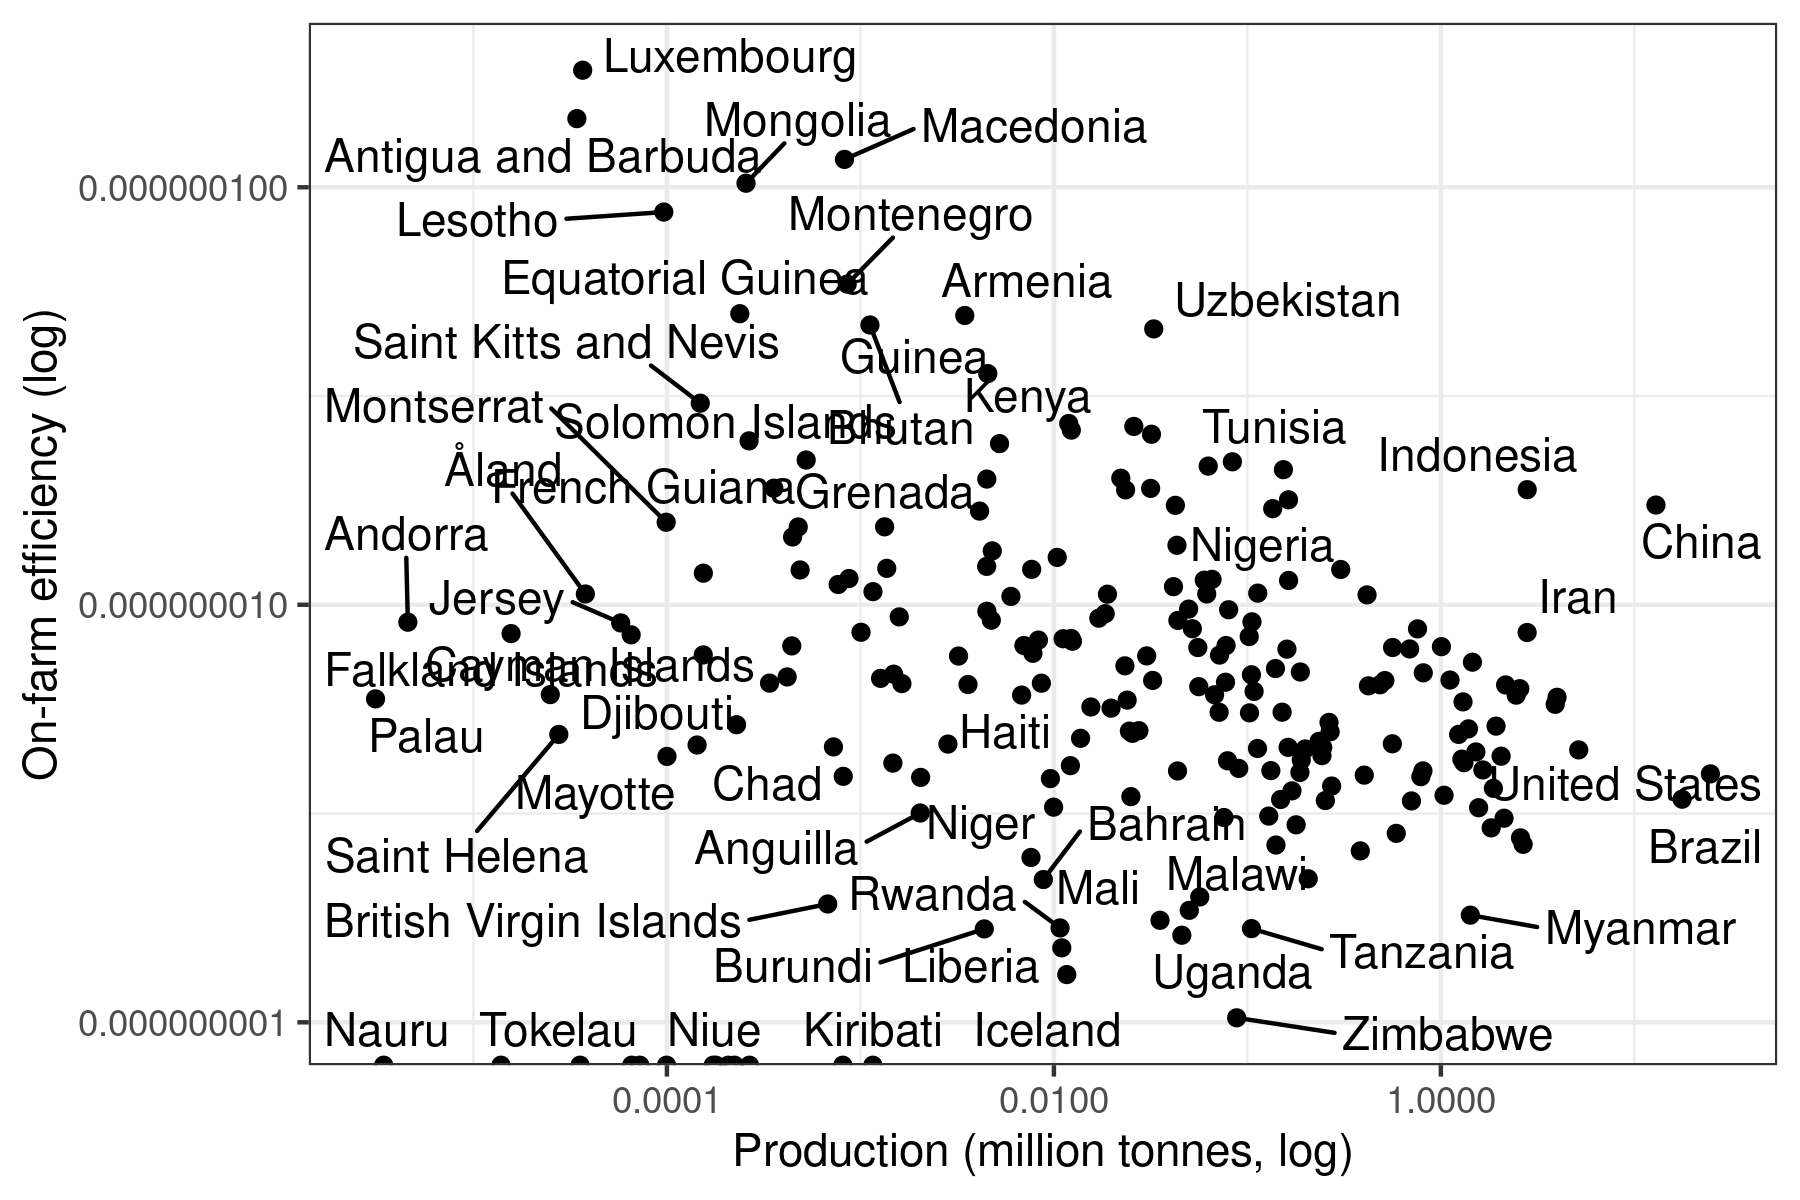 Luxembourg
Mongolia
Macedonia
Antigua and Barbuda
0.000000100
Lesotho
Montenegro
Equatorial Guinea
Armenia
Uzbekistan
Saint Kitts and Nevis
Guinea
Kenya
Montserrat
Solomon Islands
Bhutan
Tunisia
Indonesia
Åland
French Guiana
Grenada
Andorra
Nigeria
China
Jersey
0.000000010
Iran
Falkland Islands
Cayman Islands
Djibouti
Palau
Haiti
Mayotte
Chad
United States
Saint Helena
Anguilla
Niger
Bahrain
Brazil
Rwanda
Mali
Malawi
British Virgin Islands
Myanmar
Burundi
Liberia
Tanzania
Uganda
0.000000001
Nauru
Tokelau
Niue
Kiribati
Iceland
Zimbabwe
0.0001
0.0100
1.0000
Production (million tonnes, log)
On-farm efficiency (log)